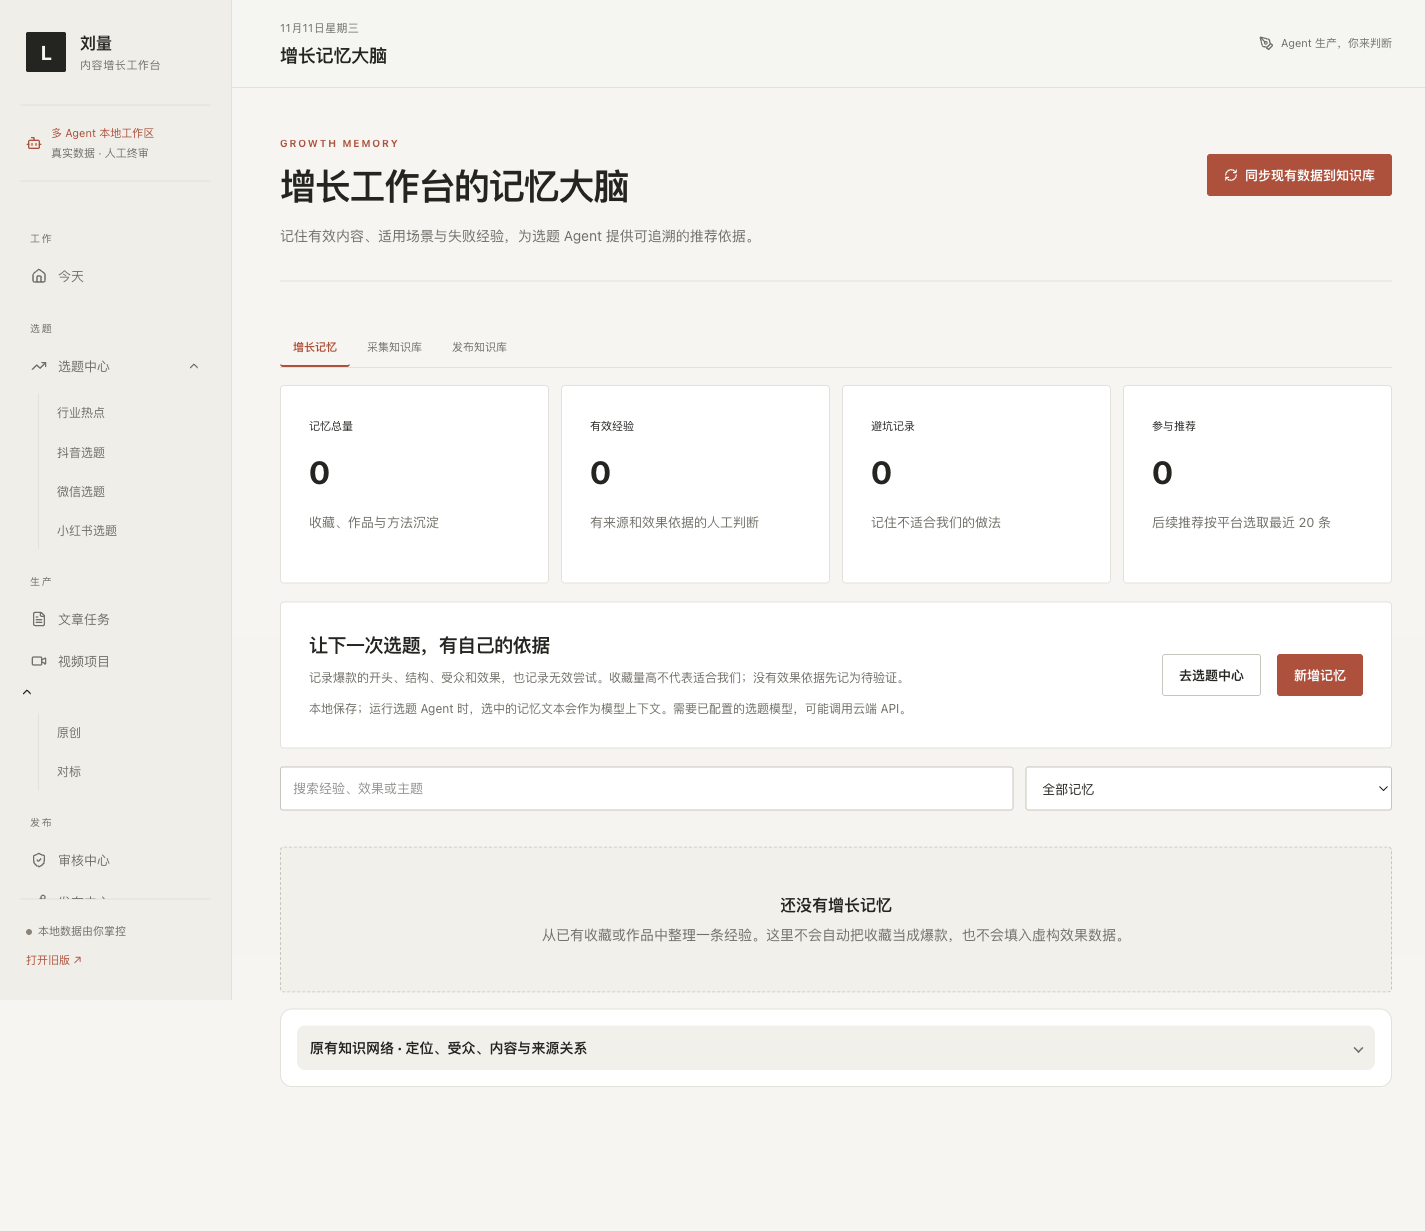 L
刘量
内容增长工作台
多 Agent 本地工作区
真实数据 · 人工终审
工作
今天
选题
选题中心
行业热点
抖音选题
微信选题
小红书选题
生产
文章任务
视频项目
原创
对标
发布
审核中心
本地数据由你掌控
打开旧版 ↗
11月11日星期三
增长记忆大脑
Agent 生产，你来判断
GROWTH MEMORY
增长工作台的记忆大脑
记住有效内容、适用场景与失败经验，为选题 Agent 提供可追溯的推荐依据。
同步现有数据到知识库
增长记忆
采集知识库
发布知识库
记忆总量
0
收藏、作品与方法沉淀
有效经验
0
有来源和效果依据的人工判断
避坑记录
0
记住不适合我们的做法
参与推荐
0
后续推荐按平台选取最近 20 条
让下一次选题，有自己的依据
记录爆款的开头、结构、受众和效果，也记录无效尝试。收藏量高不代表适合我们；没有效果依据先记为待验证。
本地保存；运行选题 Agent 时，选中的记忆文本会作为模型上下文。需要已配置的选题模型，可能调用云端 API。
去选题中心
新增记忆
搜索经验、效果或主题
全部记忆
还没有增长记忆
从已有收藏或作品中整理一条经验。这里不会自动把收藏当成爆款，也不会填入虚构效果数据。
原有知识网络 · 定位、受众、内容与来源关系